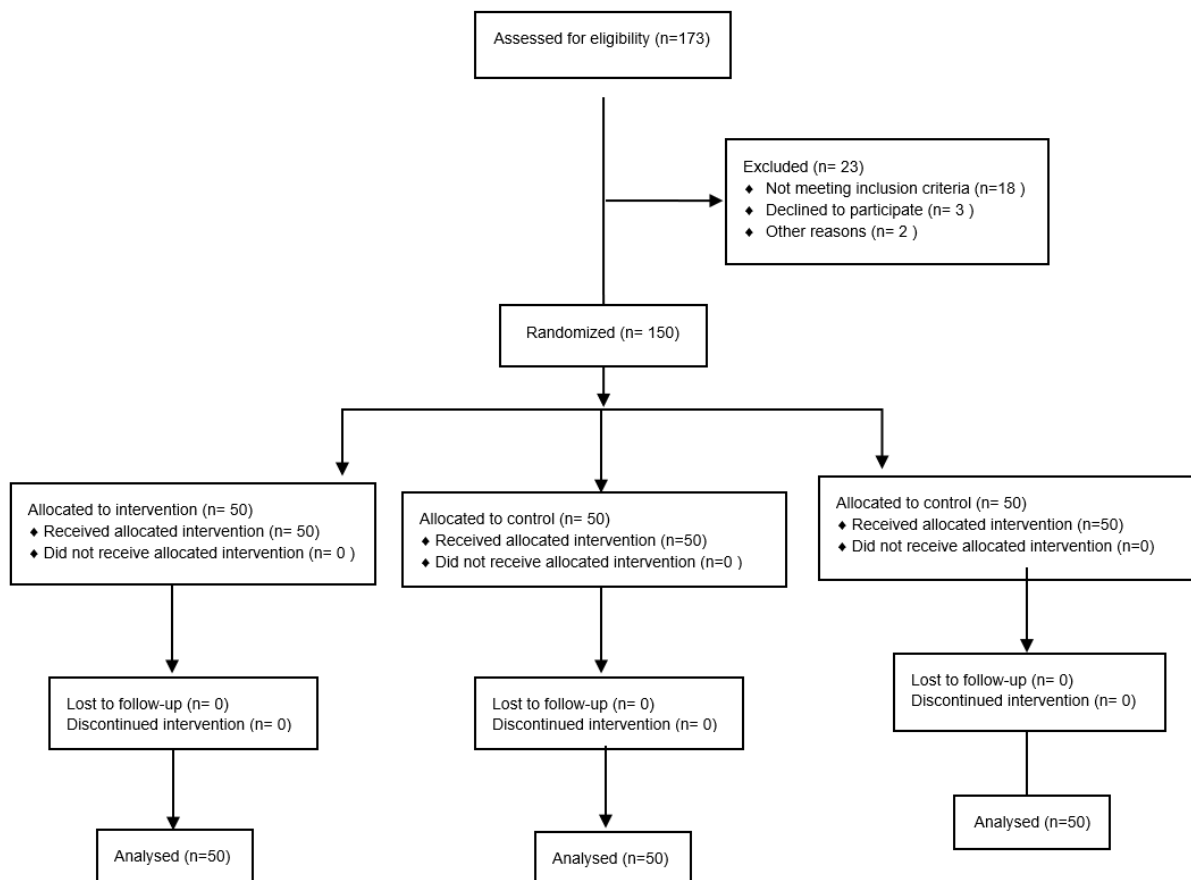 Assessed for eligibility (n=173)
Excluded (n= 23)
♦ Not meeting inclusion criteria (n=18 )
♦ Declined to participate (n= 3 )
♦ Other reasons (n= 2 )
Randomized (n= 150)
Allocated to intervention (n= 50)
♦ Received allocated intervention (n= 50)
♦ Did not receive allocated intervention (n= 0 )
Allocated to control (n= 50)
♦ Received allocated intervention (n=50)
♦ Did not receive allocated intervention (n=0 )
Allocated to control (n= 50)
♦ Received allocated intervention (n=50)
♦ Did not receive allocated intervention (n=0)
Lost to follow-up (n= 0)
Discontinued intervention (n= 0)
Lost to follow-up (n= 0)
Discontinued intervention (n= 0)
Lost to follow-up (n= 0)
Discontinued intervention (n= 0)
Analysed (n=50)
Analysed (n=50)
Analysed (n=50)